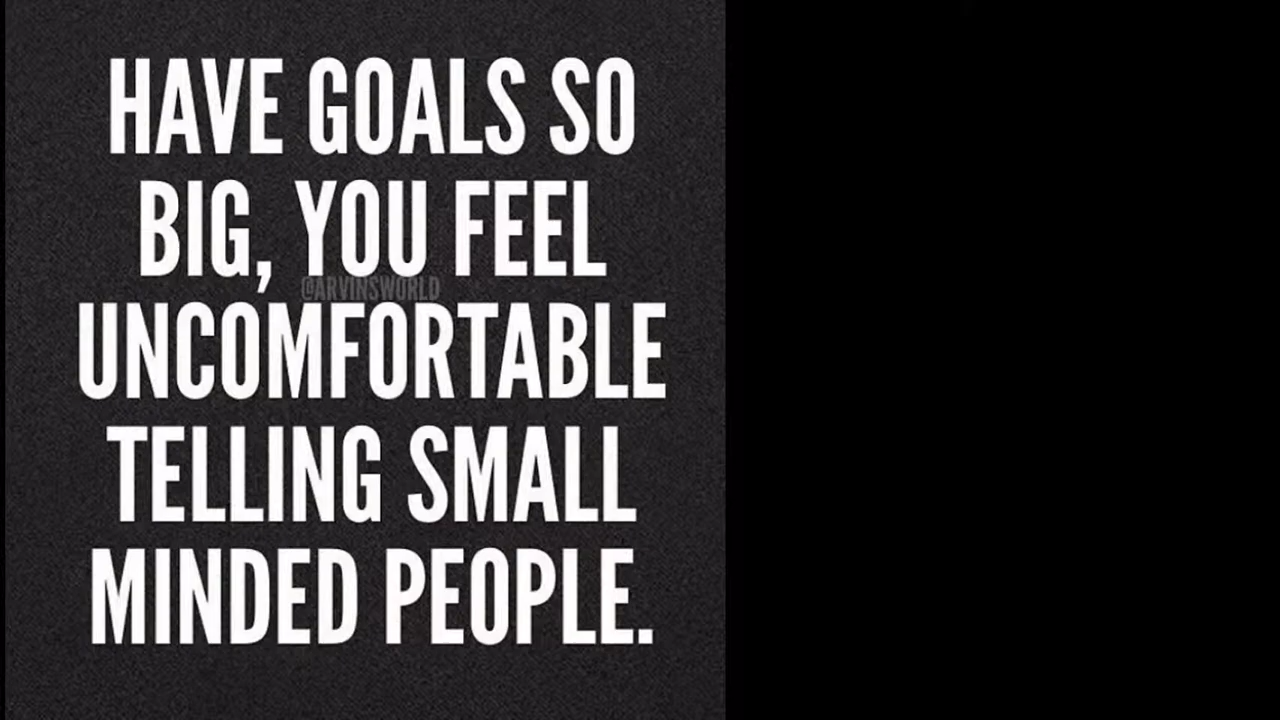 HAVE GOALS SO
BIG, YOU FEEL
@ARVINSWORLD
UNCOMFORTABLE
TELLING SMALL
MINDED PEOPLE.